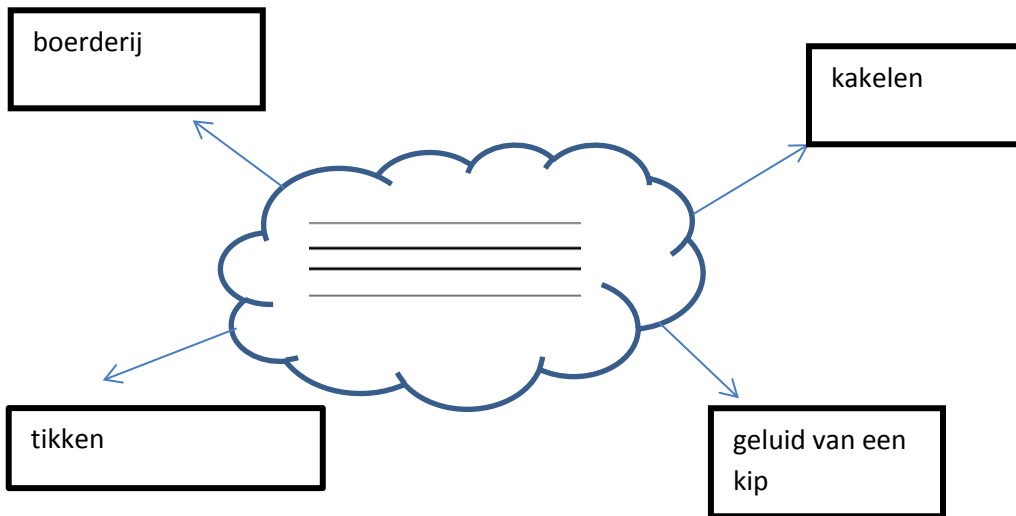 boerderij
kakelen
tikken
geluid van een
kip